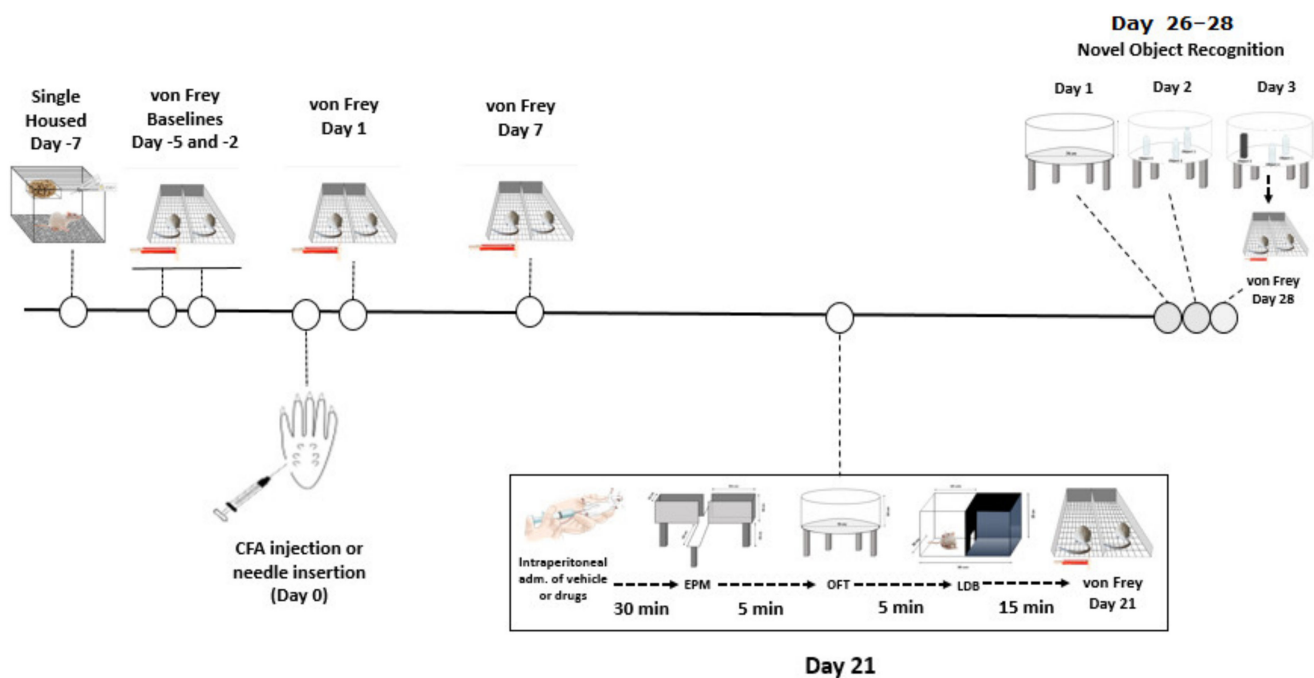 Day 26–28
Novel Object Recognition
Day 1
Day 2
Day 3
Single
Housed
Day -7
von Frey
Baselines
Day -5 and -2
von Frey
Day 1
von Frey
Day 7
von Frey
Day 28
CFA injection or
needle insertion
(Day 0)
Intraperitoneal
adm. of vehicle
or drugs
30 min
EPM
5 min
OFT
5 min
LDB
15 min
von Frey
Day 21
Day 21